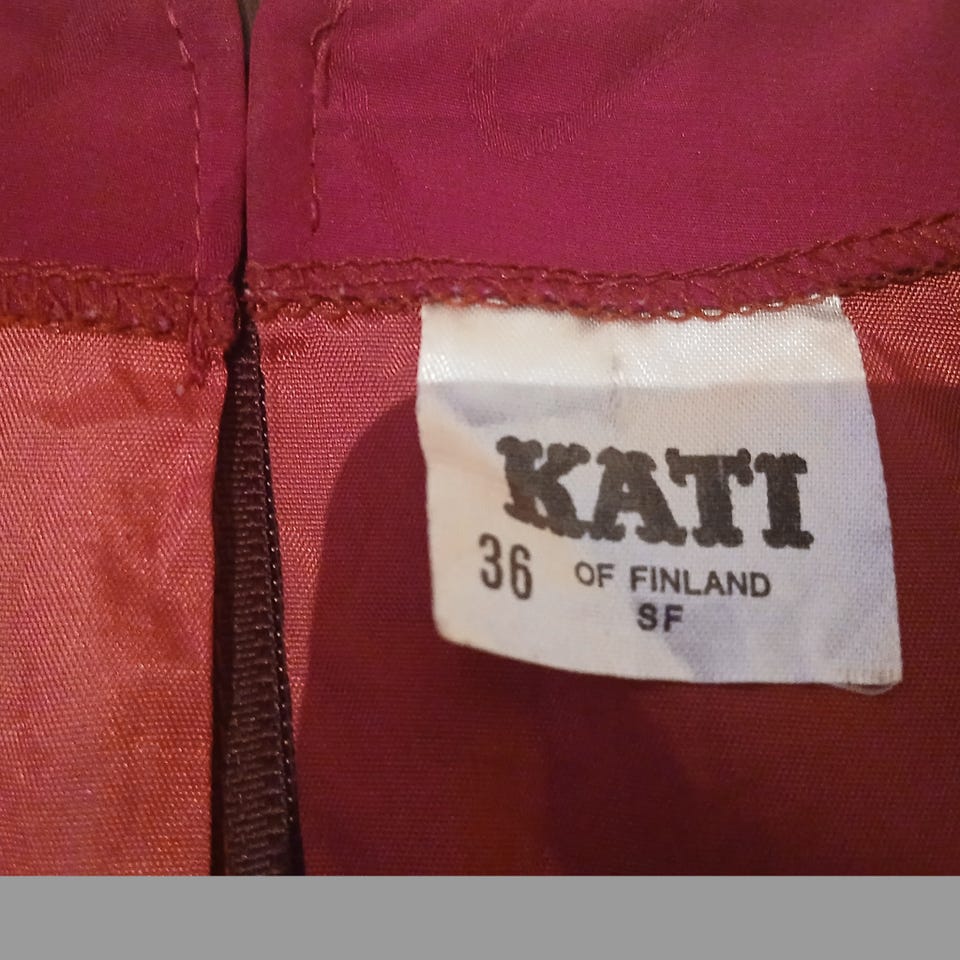 KATI
36 OF FINLAND
SF